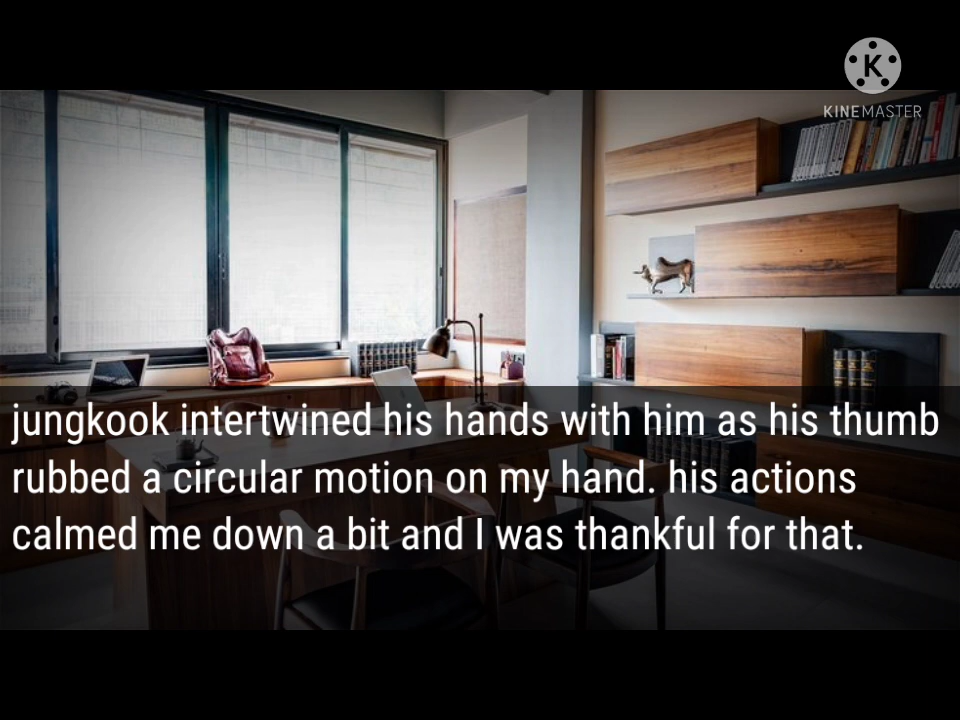 KINEMASTER
jungkook intertwined his hands with him as his thumb
rubbed a circular motion on my hand. his actions
calmed me down a bit and I was thankful for that.